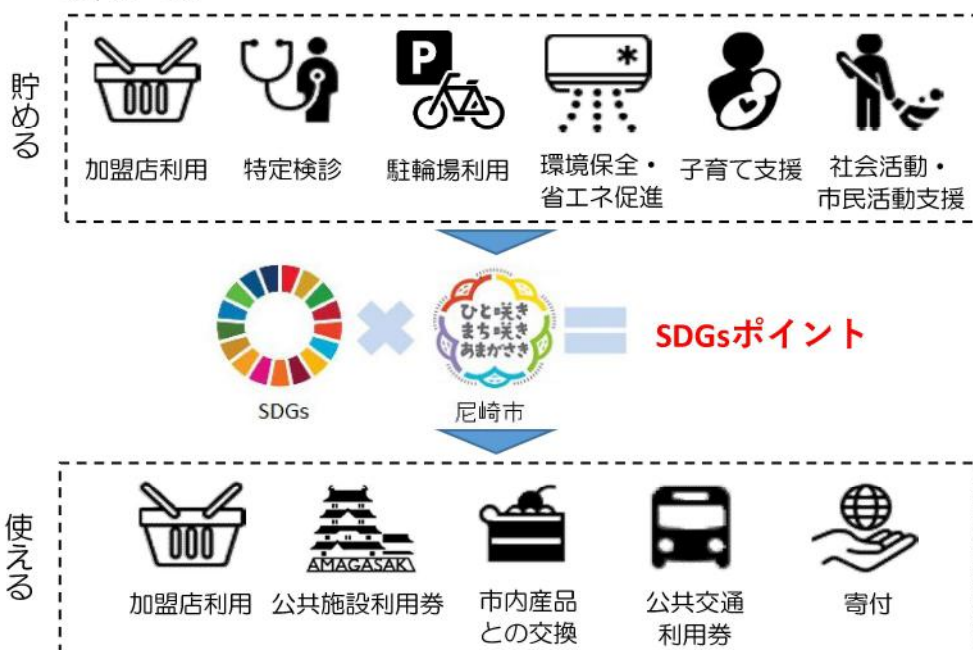 貯める
P
加盟店利用
特定検診
駐輪場利用
環境保全・
省エネ促進
子育て支援
社会活動・
市民活動支援
ひと咲き
まち咲き
あまがさき
SDGsポイント
SDGs
尼崎市
使える
AMAGASAKI
加盟店利用
公共施設利用券
市内産品
との交換
公共交通
利用券
寄付